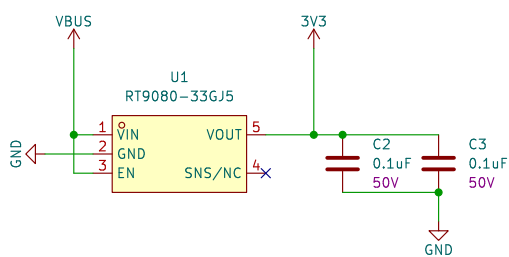 VBUS
3V3
U1
RT9080-33GJ5
1 VIN
VOUT 5
2 GND
GND
3 EN
SNS/NC 4
C2
0.1uF
50V
C3
0.1uF
50V
GND